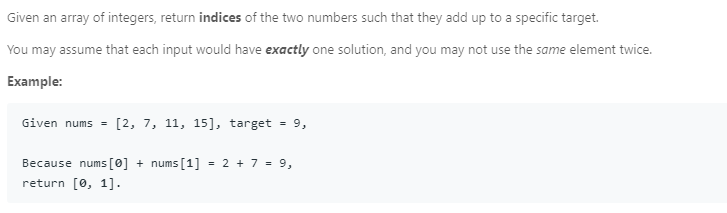 Given an array of integers, return indices of the two numbers such that they add up to a specific target.
You may assume that each input would have exactly one solution, and you may not use the same element twice.
Example:
Given nums = [2, 7, 11, 15], target = 9,
Because nums[0] + nums[1] = 2 + 7 = 9,
return [0, 1].